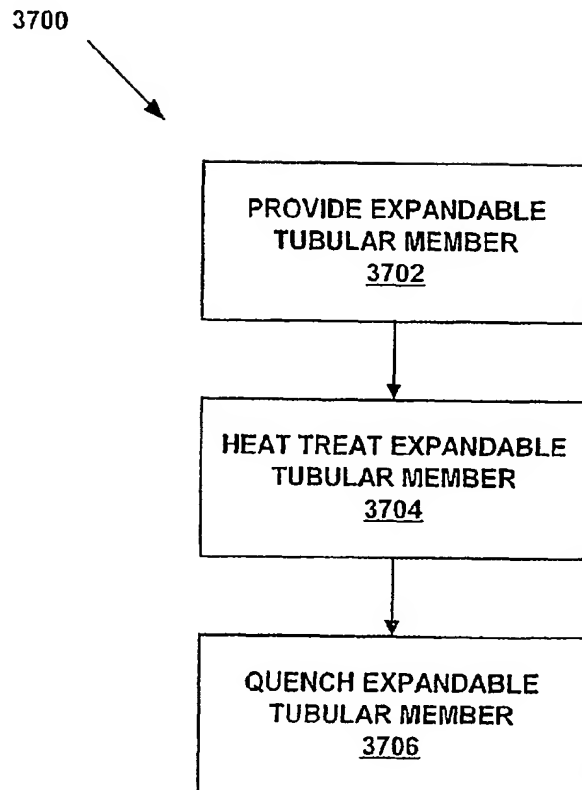 3700
PROVIDE EXPANDABLE
TUBULAR MEMBER
3702
HEAT TREAT EXPANDABLE
TUBULAR MEMBER
3704
QUENCH EXPANDABLE
TUBULAR MEMBER
3706